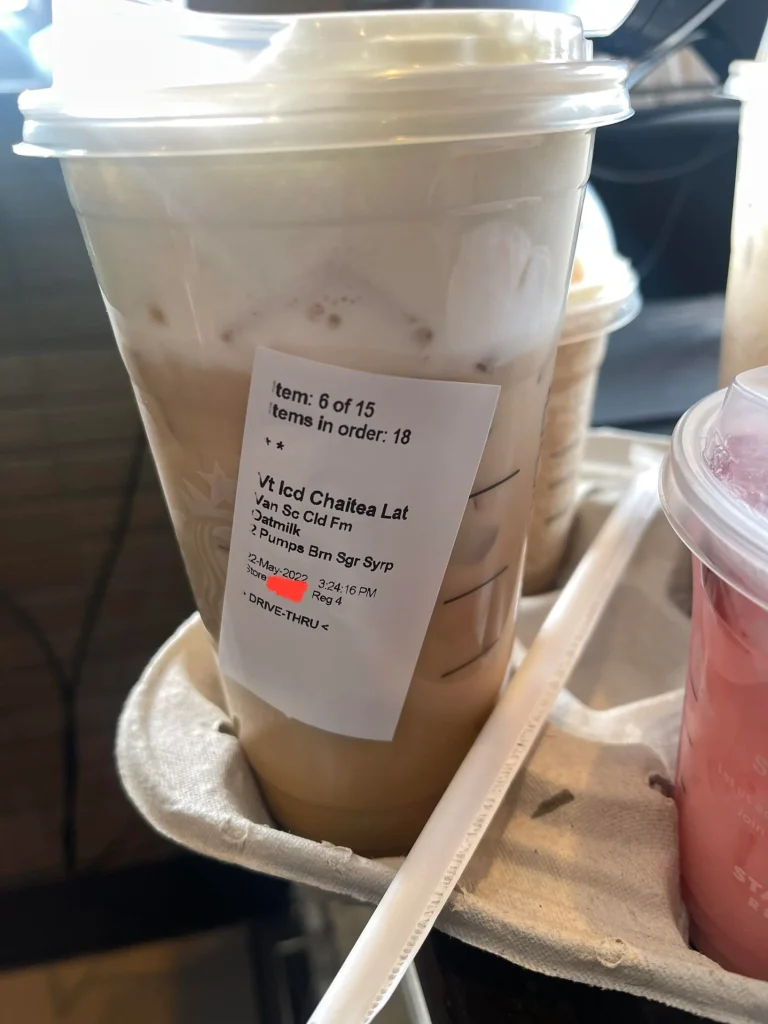 Item: 6 of 15
Items in order: 18
* *
Vt Icd Chaitea Lat
Van Sc Cld Fm
Oatmilk
2 Pumps Brn Sgr Syrp
22-May-2022 3:24:16 PM
Store Reg 4
DRIVE-THRU <